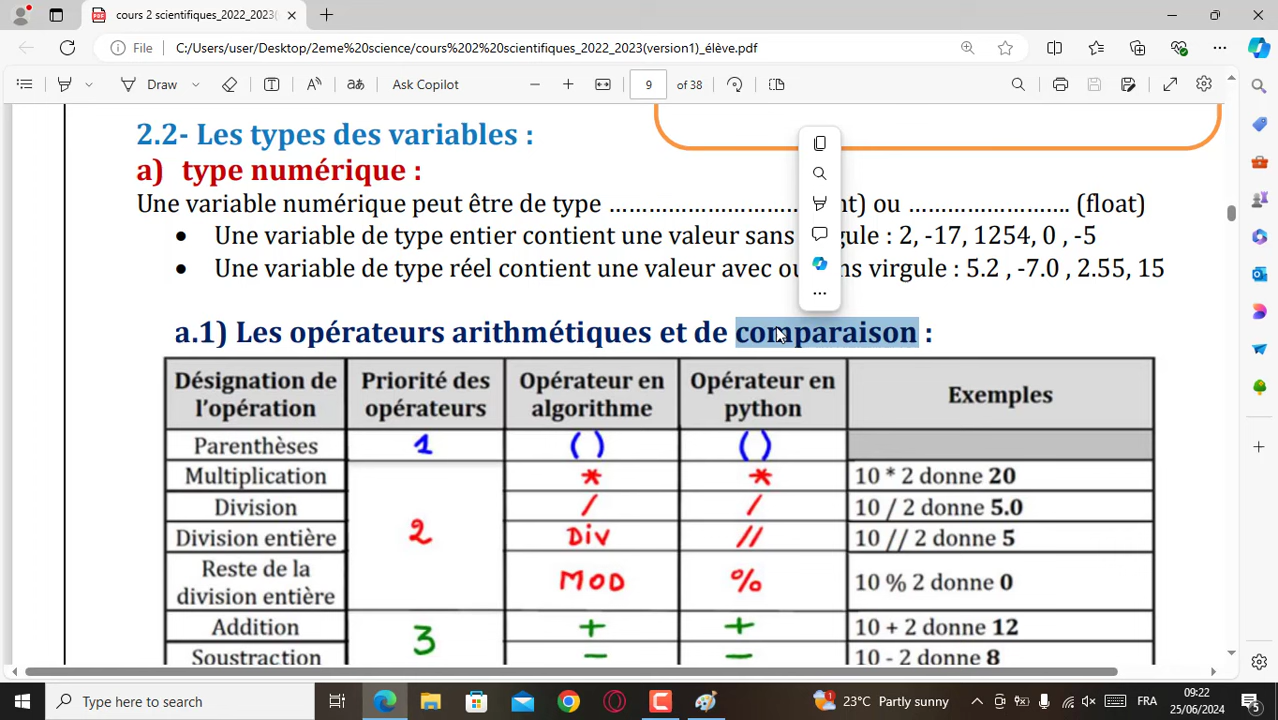 cours 2 scientifiques_2022_2023(
File
C:/Users/user/Desktop/2eme%20science/cours%202%20scientifiques_2022_2023(version1)_élève.pdf
Draw
Ask Copilot
9
of 38
2.2- Les types des variables :
a) type numérique :
Une variable numérique peut être de type ………………………… nt) ou ……………………. (float)
• Une variable de type entier contient une valeur sans gule : 2, -17, 1254, 0 , -5
• Une variable de type réel contient une valeur avec ou ns virgule : 5.2 , -7.0 , 2.55, 15
a.1) Les opérateurs arithmétiques et de comparaison :
Désignation de l’opération Priorité des opérateurs Opérateur en algorithme Opérateur en python Exemples
Parenthèses 1 ( ) ( )
Multiplication * * 10 * 2 donne 20
Division / / 10 / 2 donne 5.0
2
Division entière Div // 10 // 2 donne 5
Reste de la division entière MOD % 10 % 2 donne 0
Addition + + 10 + 2 donne 12
3
Soustraction - - 10 - 2 donne 8
Type here to search
1
23°C Partly sunny
FRA
09:22
25/06/2024
5